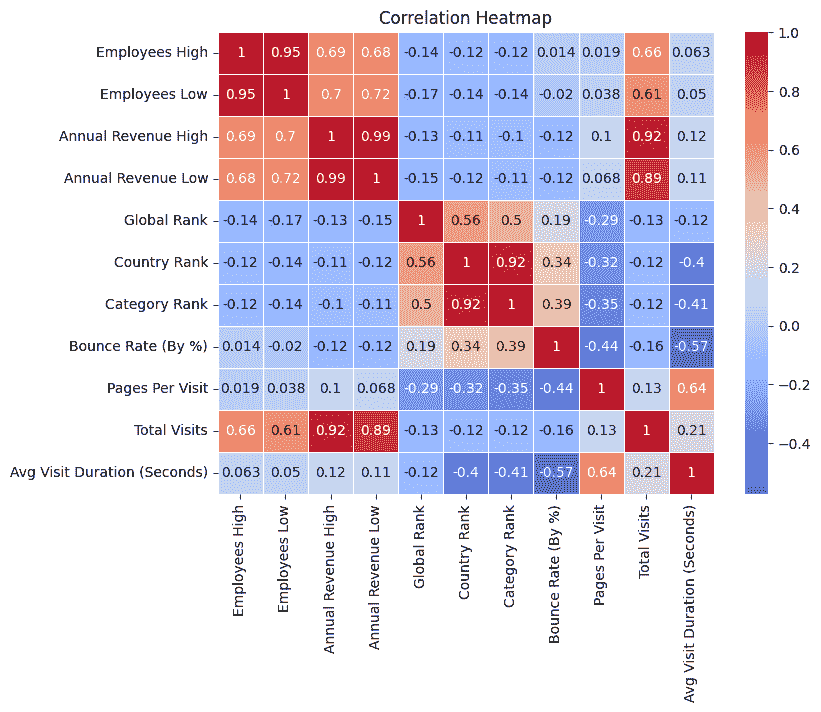 Correlation Heatmap
Employees High 1 0.95 0.69 0.68 -0.14 -0.12 -0.12 0.014 0.019 0.66 0.063
Employees Low 0.95 1 0.7 0.72 -0.17 -0.14 -0.14 -0.02 0.038 0.61 0.05
Annual Revenue High 0.69 0.7 1 0.99 -0.13 -0.11 -0.1 -0.12 0.1 0.92 0.12
Annual Revenue Low 0.68 0.72 0.99 1 -0.15 -0.12 -0.11 -0.12 0.068 0.89 0.11
Global Rank -0.14 -0.17 -0.13 -0.15 1 0.56 0.5 0.19 -0.29 -0.13 -0.12
Country Rank -0.12 -0.14 -0.11 -0.12 0.56 1 0.92 0.34 -0.32 -0.12 -0.4
Category Rank -0.12 -0.14 -0.1 -0.11 0.5 0.92 1 0.39 -0.35 -0.12 -0.41
Bounce Rate (By %) 0.014 -0.02 -0.12 -0.12 0.19 0.34 0.39 1 -0.44 -0.16 -0.57
Pages Per Visit 0.019 0.038 0.1 0.068 -0.29 -0.32 -0.35 -0.44 1 0.13 0.64
Total Visits 0.66 0.61 0.92 0.89 -0.13 -0.12 -0.12 -0.16 0.13 1 0.21
Avg Visit Duration (Seconds) 0.063 0.05 0.12 0.11 -0.12 -0.4 -0.41 -0.57 0.64 0.21 1
Employees High
Employees Low
Annual Revenue High
Annual Revenue Low
Global Rank
Country Rank
Category Rank
Bounce Rate (By %)
Pages Per Visit
Total Visits
Avg Visit Duration (Seconds)
1.0
0.8
0.6
0.4
0.2
0.0
−0.2
−0.4